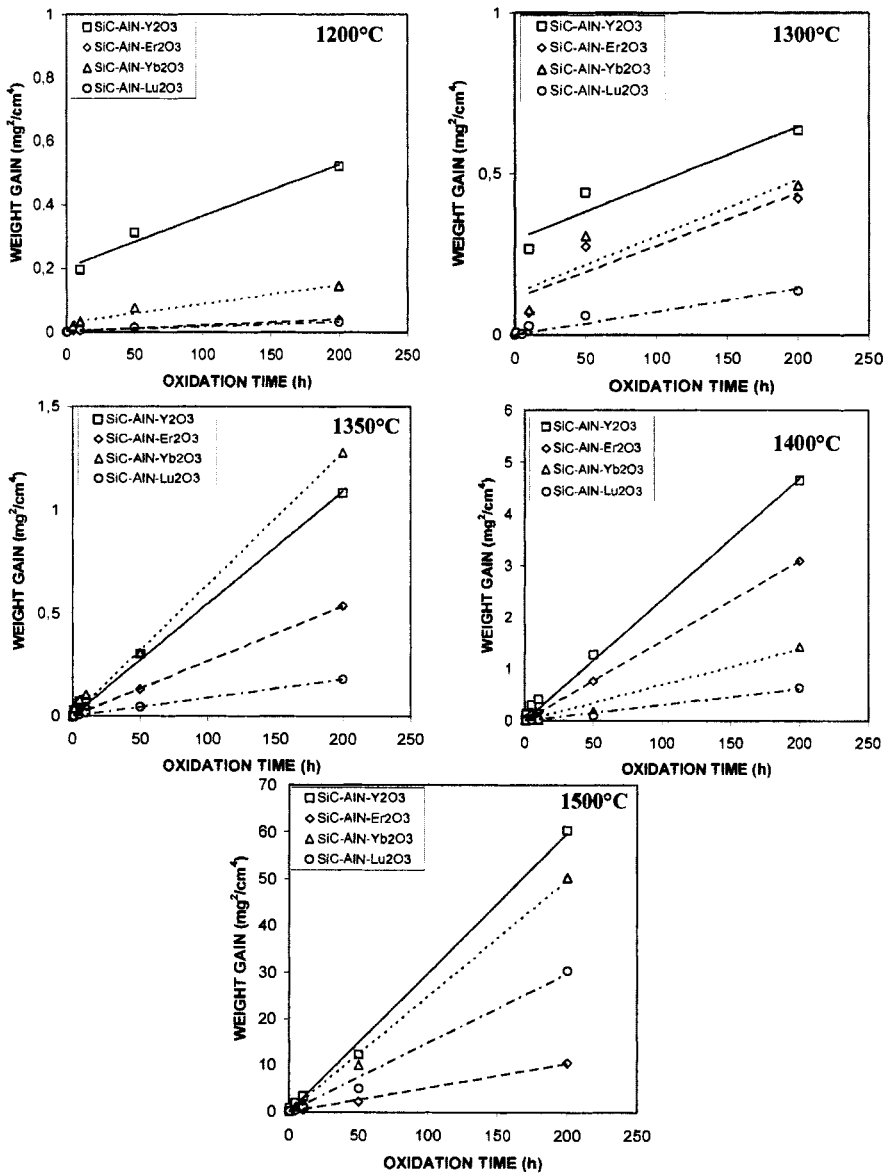 SiC-AlN-Y2O3
SiC-AlN-Er2O3
SiC-AlN-Yb2O3
SiC-AlN-Lu2O3
1200°C
WEIGHT GAIN (mg²/cm⁴)
1
0,8
0,6
0,4
0,2
0
0 50 100 150 200 250
OXIDATION TIME (h)
SiC-AlN-Y2O3
SiC-AlN-Er2O3
SiC-AlN-Yb2O3
SiC-AlN-Lu2O3
1300°C
WEIGHT GAIN (mg²/cm⁴)
1
0,5
0
0 50 100 150 200 250
OXIDATION TIME (h)
SiC-AlN-Y2O3
SiC-AlN-Er2O3
SiC-AlN-Yb2O3
SiC-AlN-Lu2O3
1350°C
WEIGHT GAIN (mg²/cm⁴)
1,5
1
0,5
0
0 50 100 150 200 250
OXIDATION TIME (h)
SiC-AlN-Y2O3
SiC-AlN-Er2O3
SiC-AlN-Yb2O3
SiC-AlN-Lu2O3
1400°C
WEIGHT GAIN (mg²/cm⁴)
6
5
4
3
2
1
0
0 50 100 150 200 250
OXIDATION TIME (h)
SiC-AlN-Y2O3
SiC-AlN-Er2O3
SiC-AlN-Yb2O3
SiC-AlN-Lu2O3
1500°C
WEIGHT GAIN (mg²/cm⁴)
70
60
50
40
30
20
10
0
0 50 100 150 200 250
OXIDATION TIME (h)